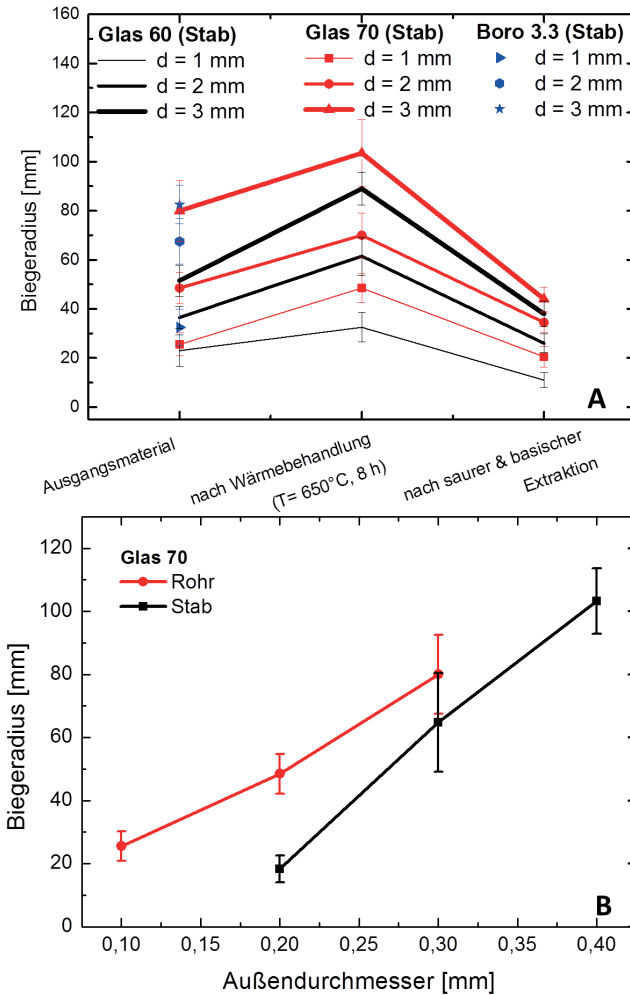 160
140
120
100
80
60
40
20
0
Biegeradius [mm]
Glas 60 (Stab)
d = 1 mm
d = 2 mm
d = 3 mm
Glas 70 (Stab)
d = 1 mm
d = 2 mm
d = 3 mm
Boro 3.3 (Stab)
d = 1 mm
d = 2 mm
d = 3 mm
A
Ausgangsmaterial
nach Wärmebehandlung
(T= 650°C, 8 h)
nach saurer & basischer
Extraktion
120
100
80
60
40
20
0
Biegeradius [mm]
Glas 70
Rohr
Stab
B
0,10 0,15 0,20 0,25 0,30 0,35 0,40
Außendurchmesser [mm]